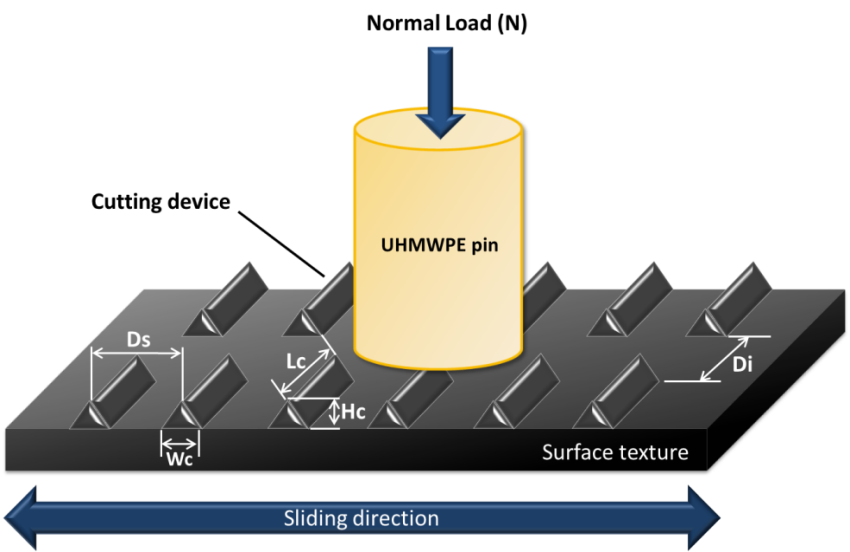 Normal Load (N)
Cutting device
UHMWPE pin
Ds
Lc
Di
Hc
Wc
Surface texture
Sliding direction